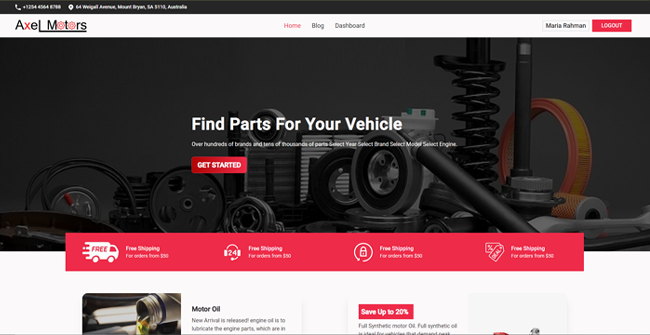 +1234 4564 8788 64 Weigall Avenue, Mount Bryan, SA 5110, Australia
Axel Motors Home Blog Dashboard Maria Rahman LOGOUT
Find Parts For Your Vehicle
Over hundreds of brands and tens of thousands of parts Select Year Select Brand Select Model Select Engine.
GET STARTED
FREE Free Shipping 24 Free Shipping Free Shipping Free Shipping
For orders from $50 For orders from $50 For orders from $50 For orders from $50
Motor Oil Save Up to 20%
New Arrival is released! engine oil is to Full Synthetic motor Oil. Full synthetic oil
lubricate the engine parts, which are in is ideal for vehicles that demand peak